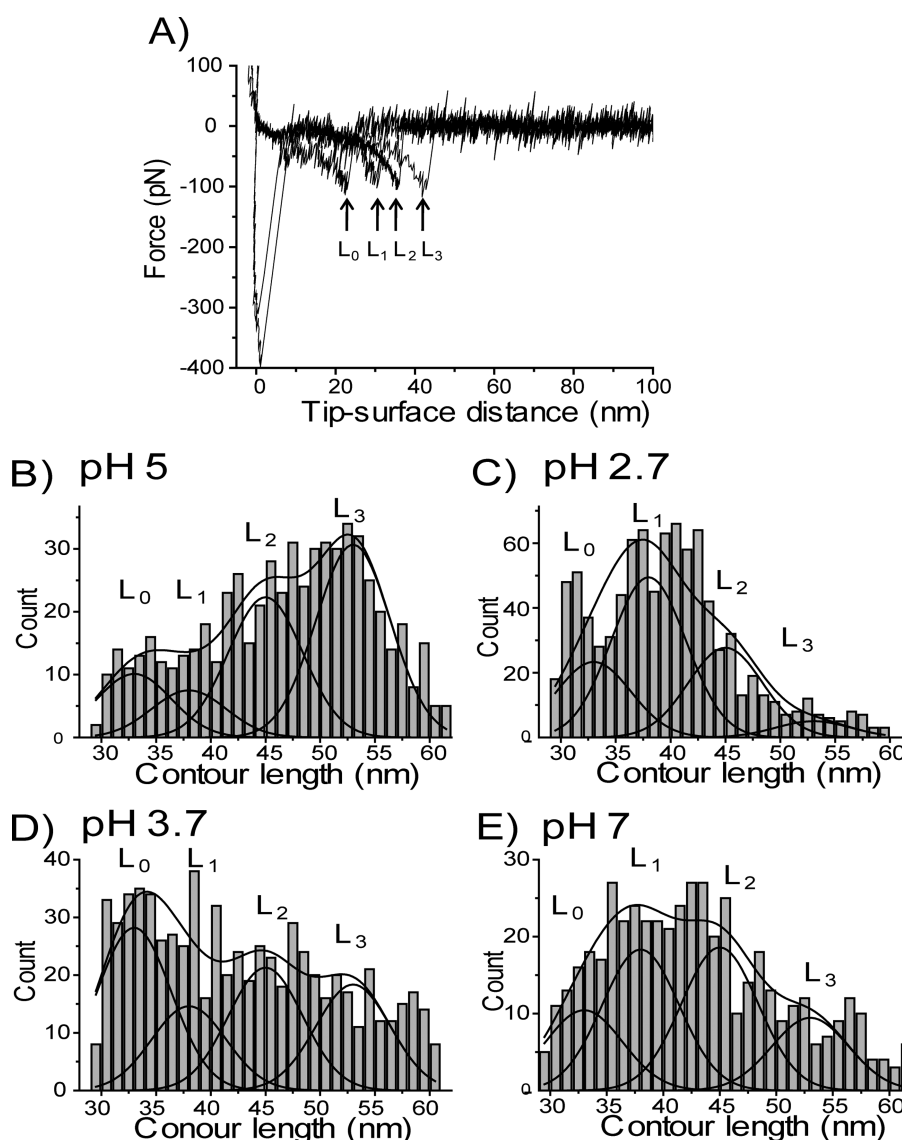 A)
100
0
-100
-200
-300
-400
Force (pN)
L₀ L₁ L₂ L₃
0 20 40 60 80 100
Tip-surface distance (nm)
B) pH 5
30
20
10
0
Count
L₀ L₁ L₂ L₃
30 35 40 45 50 55 60
Contour length (nm)
C) pH 2.7
60
40
20
0
Count
L₀ L₁ L₂ L₃
30 35 40 45 50 55 60
Contour length (nm)
D) pH 3.7
40
30
20
10
0
Count
L₀ L₁ L₂ L₃
30 35 40 45 50 55 60
Conour length (nm)
E) pH 7
30
20
10
0
Count
L₀ L₁ L₂ L₃
30 35 40 45 50 55 60
Contour length (nm)